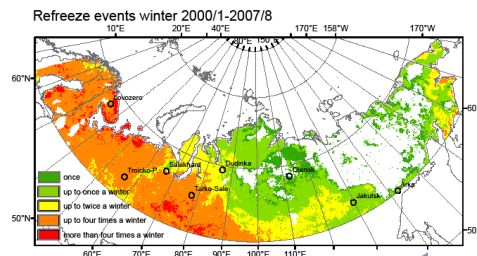 Refreeze events winter 2000/1-2007/8
10°E 20°E 40°E 80°E 150°E 170°E 158°W 170°W
60°N
Lovozero
60
Troicko-P
Salekhard
Dudinka
Olenek
Tarko-Sale
Jakutsk
once
up to once a winter
up to twice a winter
up to four times a winter
more than four times a winter
50°N
50
60°E 80°E 90°E 100°E 110°E